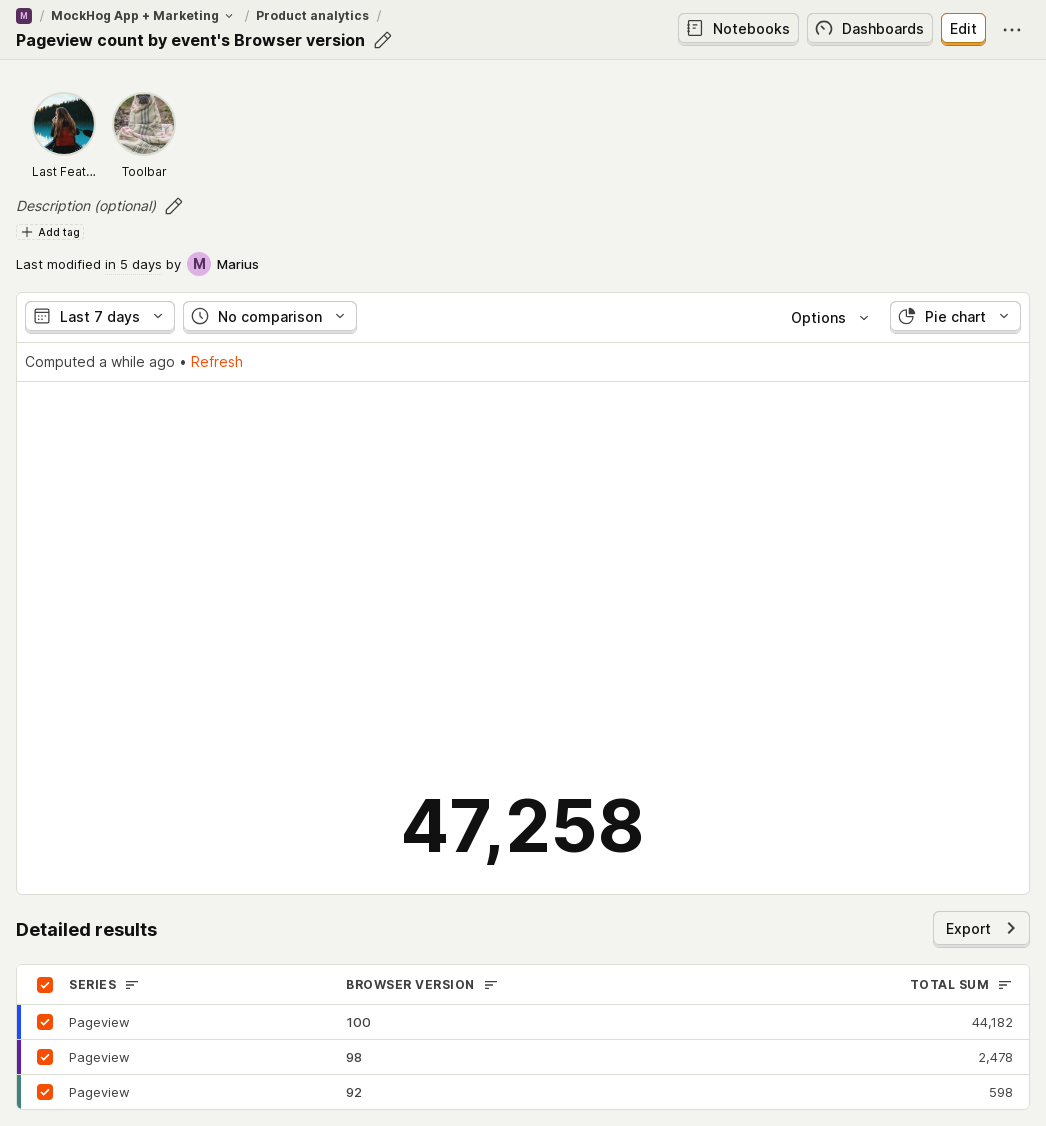 M / MockHog App + Marketing / Product analytics /
Pageview count by event's Browser version
Notebooks
Dashboards
Edit
Last Feat...
Toolbar
Description (optional)
Add tag
Last modified in 5 days by M Marius
Last 7 days
No comparison
Options
Pie chart
Computed a while ago • Refresh
47,258
Detailed results
Export
SERIES BROWSER VERSION TOTAL SUM
Pageview 100 44,182
Pageview 98 2,478
Pageview 92 598